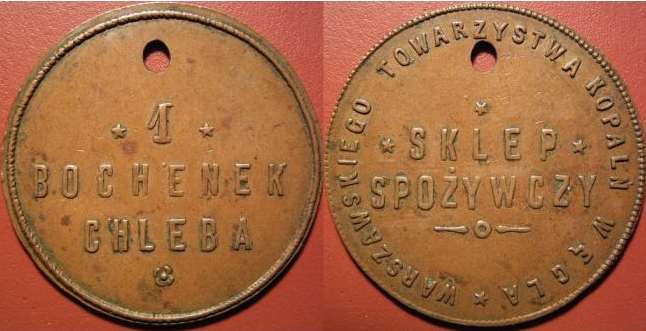 1
BOCHENEK
CHLEBA
WARSZAWSKIEGO TOWARZYSTWA KOPALŃ WĘGLA
SKLEP
SPOŻYWCZY